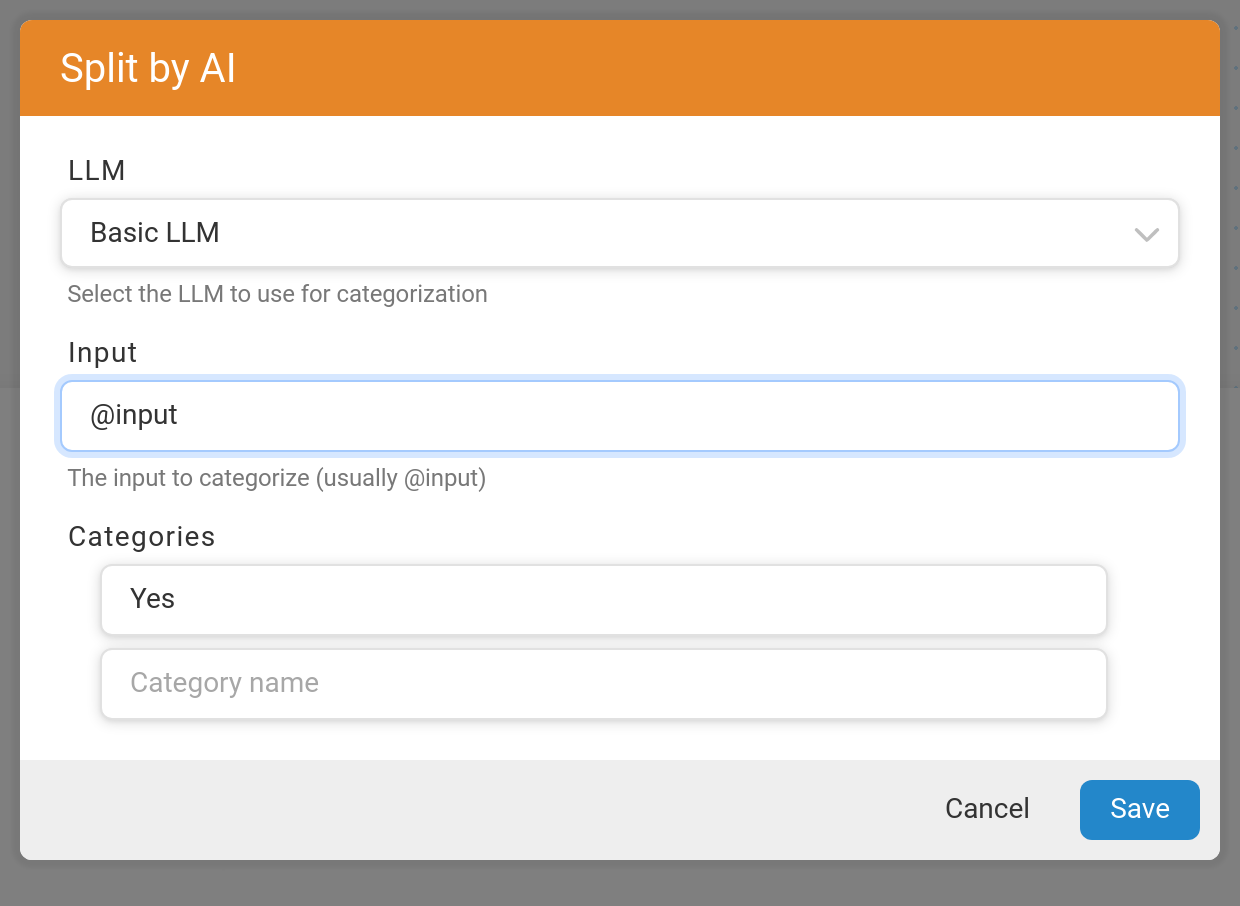 Split by AI
LLM
Basic LLM
Select the LLM to use for categorization
Input
@input
The input to categorize (usually @input)
Categories
Yes
Category name
Cancel
Save